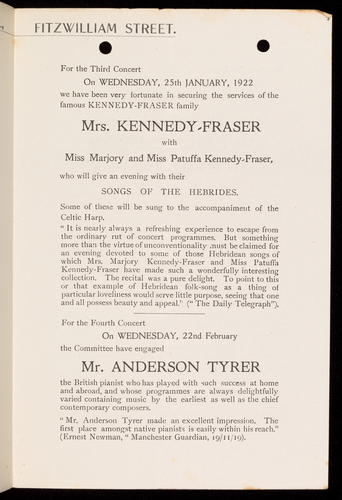 FITZWILLIAM STREET.
For the Third Concert
On WEDNESDAY, 25th JANUARY, 1922
we have been very fortunate in securing the services of the
famous KENNEDY-FRASER family
Mrs. KENNEDY-FRASER
with
Miss Marjory and Miss Patuffa Kennedy-Fraser,
who will give an evening with their
SONGS OF THE HEBRIDES.
Some of these will be sung to the accompaniment of the
Celtic Harp.
" It is nearly always a refreshing experience to escape from
the ordinary rut of concert programmes. But something
more than the virtue of unconventionality must be claimed for
an evening devoted to some of those Hebridean songs of
which Mrs. Marjory Kennedy-Fraser and Miss Patuffa
Kennedy-Fraser have made such a wonderfully interesting
collection. The recital was a pure delight. To point this
or that example of Hebridean folk-song as a thing of
particular loveliness would serve little purpose, seeing that one
and all possess beauty and appeal." (" The Daily Telegraph").
For the Fourth Concert
On WEDNESDAY, 22nd February
the Committee have engaged
Mr. ANDERSON TYRER
the British pianist who has played with such success at home
and abroad, and whose programmes are always delightfully
varied containing music by the earliest as well as the chief
contemporary composers.
" Mr. Anderson Tyrer made an excellent impression. The
first place amongst native pianists is easily within his reach."
(Ernest Newman, " Manchester Guardian, 19/11/19).